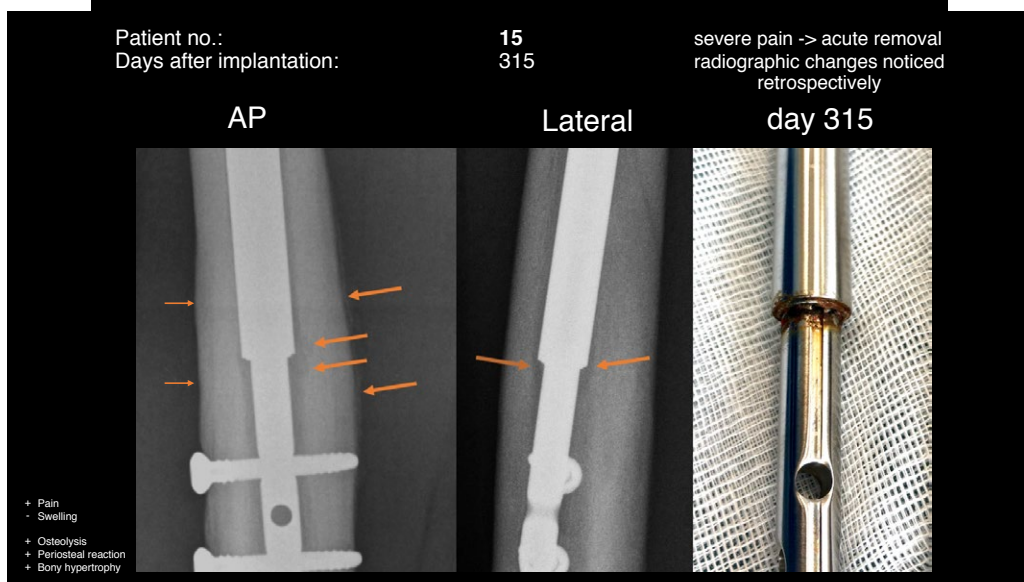 Patient no.: 15
Days after implantation: 315
severe pain -> acute removal
radiographic changes noticed
retrospectively
AP
Lateral
day 315
+ Pain
- Swelling
+ Osteolysis
+ Periosteal reaction
+ Bony hypertrophy